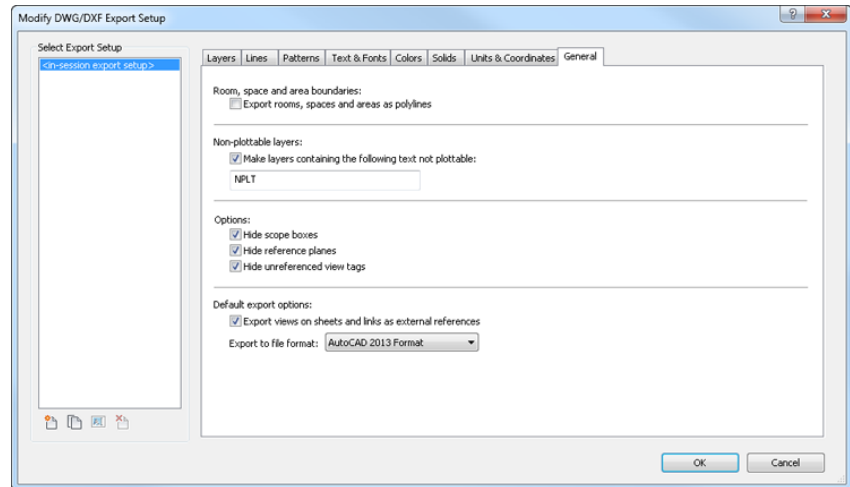 Modify DWG/DXF Export Setup
Select Export Setup
<in-session export setup>
Layers Lines Patterns Text & Fonts Colors Solids Units & Coordinates General
Room, space and area boundaries:
Export rooms, spaces and areas as polylines
Non-plottable layers:
Make layers containing the following text not plottable:
NPLT
Options:
Hide scope boxes
Hide reference planes
Hide unreferenced view tags
Default export options:
Export views on sheets and links as external references
Export to file format: AutoCAD 2013 Format
OK Cancel